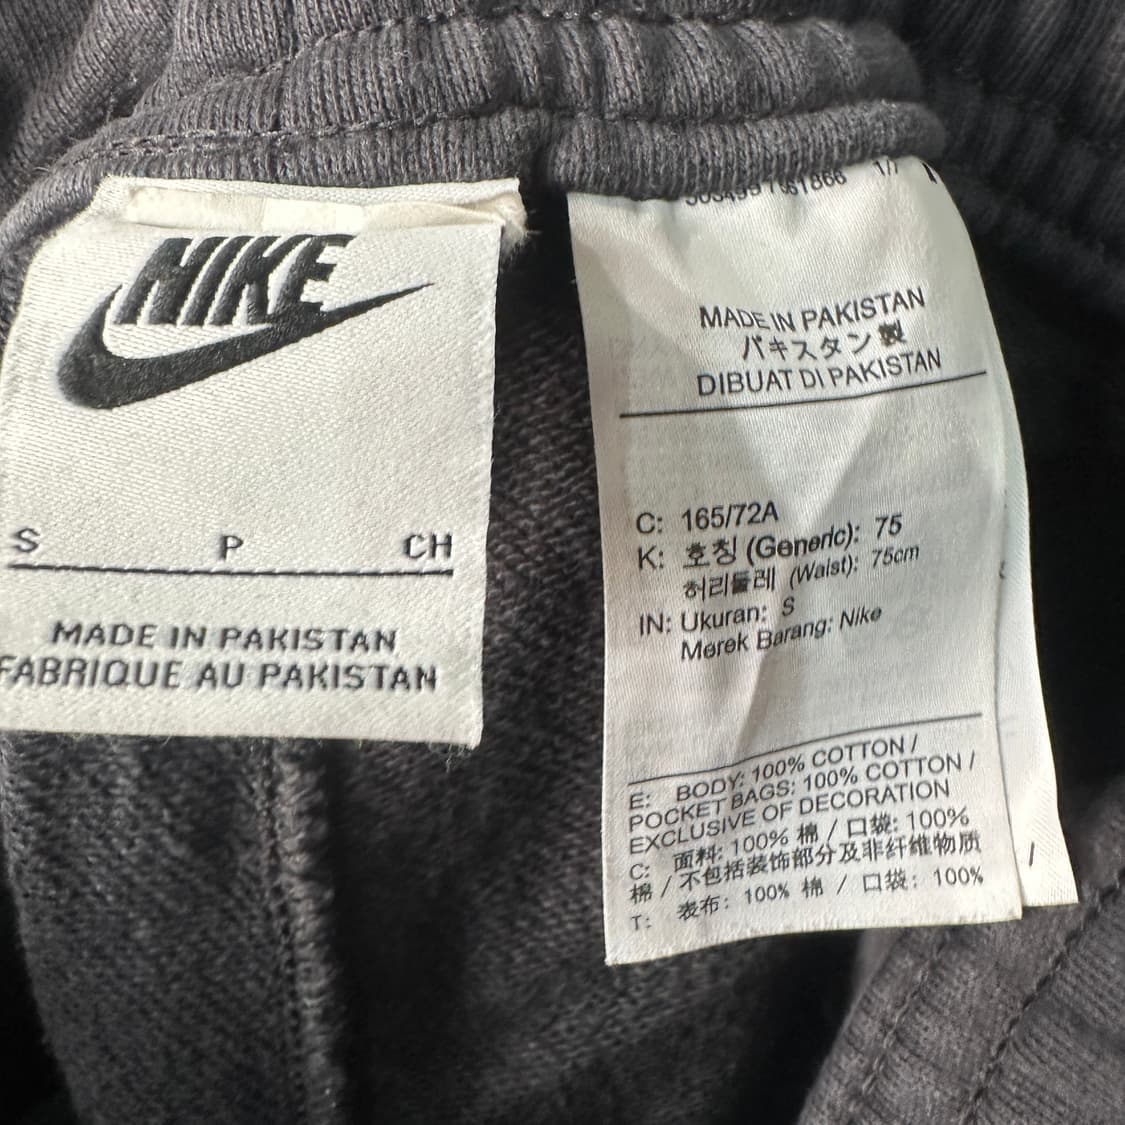 NIKE
S P CH
MADE IN PAKISTAN
FABRIQUE AU PAKISTAN
MADE IN PAKISTAN
パキスタン製
DIBUAT DI PAKISTAN
C: 165/72A
K: 호칭 (Generic): 75
허리둘레 (Waist): 75cm
IN: Ukuran: S
Merek Barang: Nike
E: BODY: 100% COTTON /
POCKET BAGS: 100% COTTON /
EXCLUSIVE OF DECORATION
C: 面料: 100% 棉 / 口袋: 100%
棉 / 不包括装饰部分及非纤维物质
T: 表布: 100% 棉 / 口袋: 100%